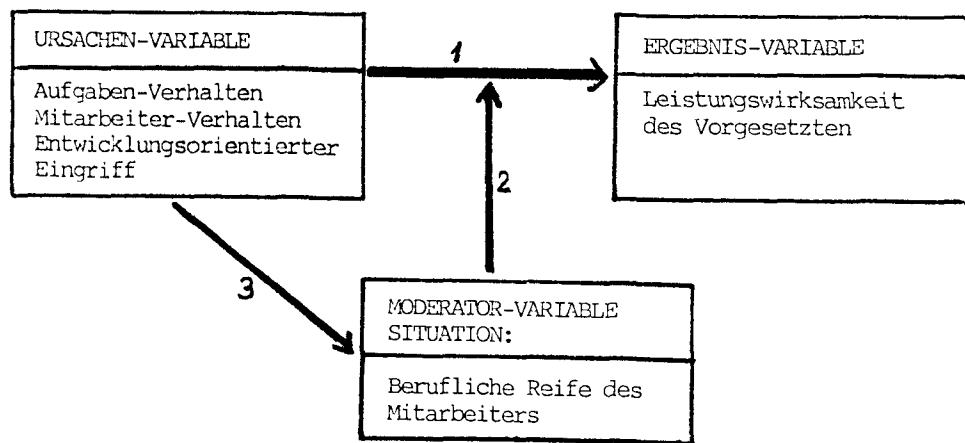 URSACHEN-VARIABLE
Aufgaben-Verhalten
Mitarbeiter-Verhalten
Entwicklungsorientierter
Eingriff
1
ERGEBNIS-VARIABLE
Leistungswirksamkeit
des Vorgesetzten
2
3
MODERATOR-VARIABLE
SITUATION:
Berufliche Reife des
Mitarbeiters